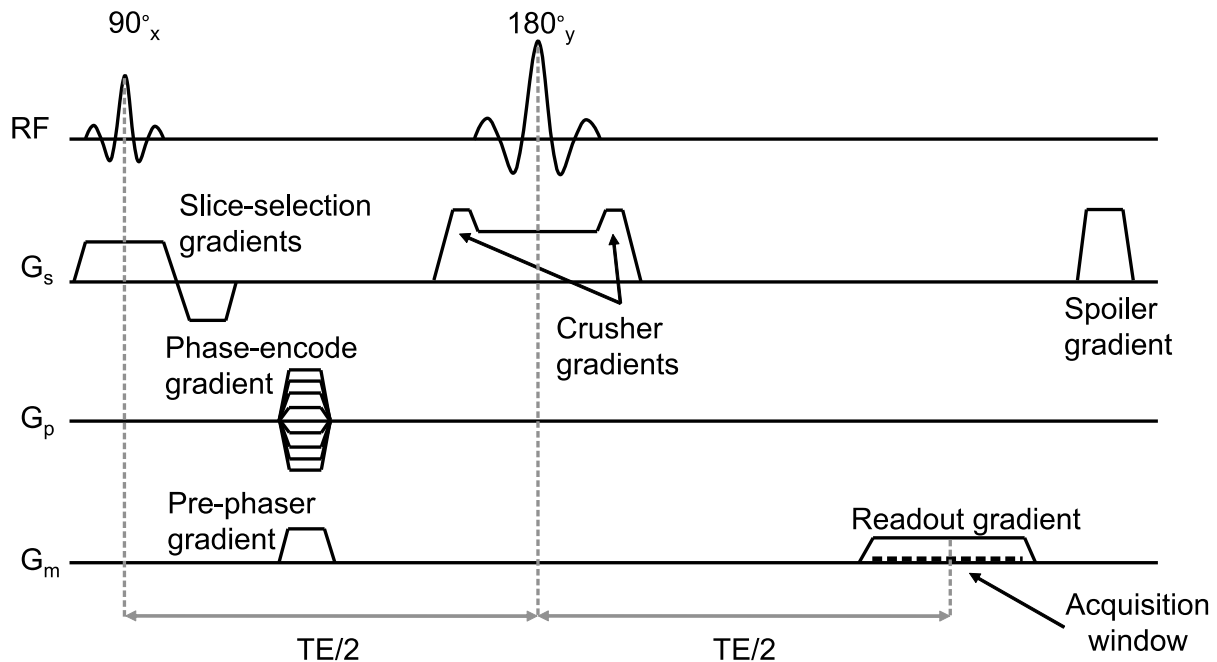 90°x
180°y
RF
Slice-selection
gradients
Gs
Crusher
gradients
Spoiler
gradient
Phase-encode
gradient
Gp
Pre-phaser
gradient
Readout gradient
Gm
Acquisition
window
TE/2
TE/2